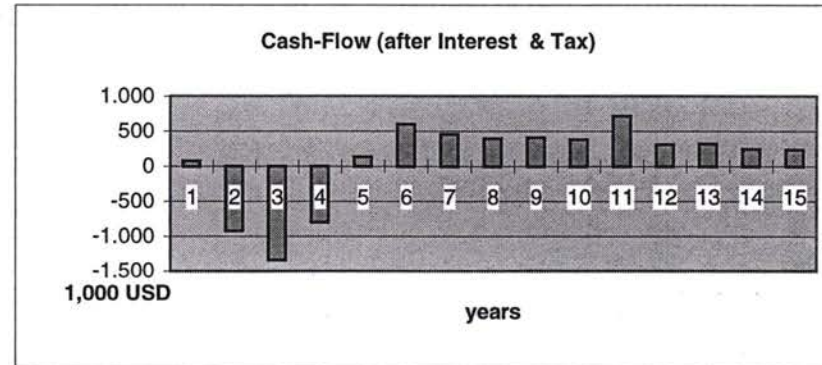 Cash-Flow (after Interest & Tax)
1.000
500
0
-500
-1.000
-1.500
1 2 3 4 5 6 7 8 9 10 11 12 13 14 15
1,000 USD
years